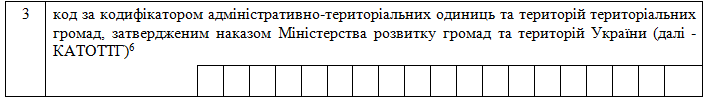 3 код за кодифікатором адміністративно-територіальних одиниць та територій територіальних
громад, затвердженим наказом Міністерства розвитку громад та територій України (далі -
КАТОТТГ)⁶